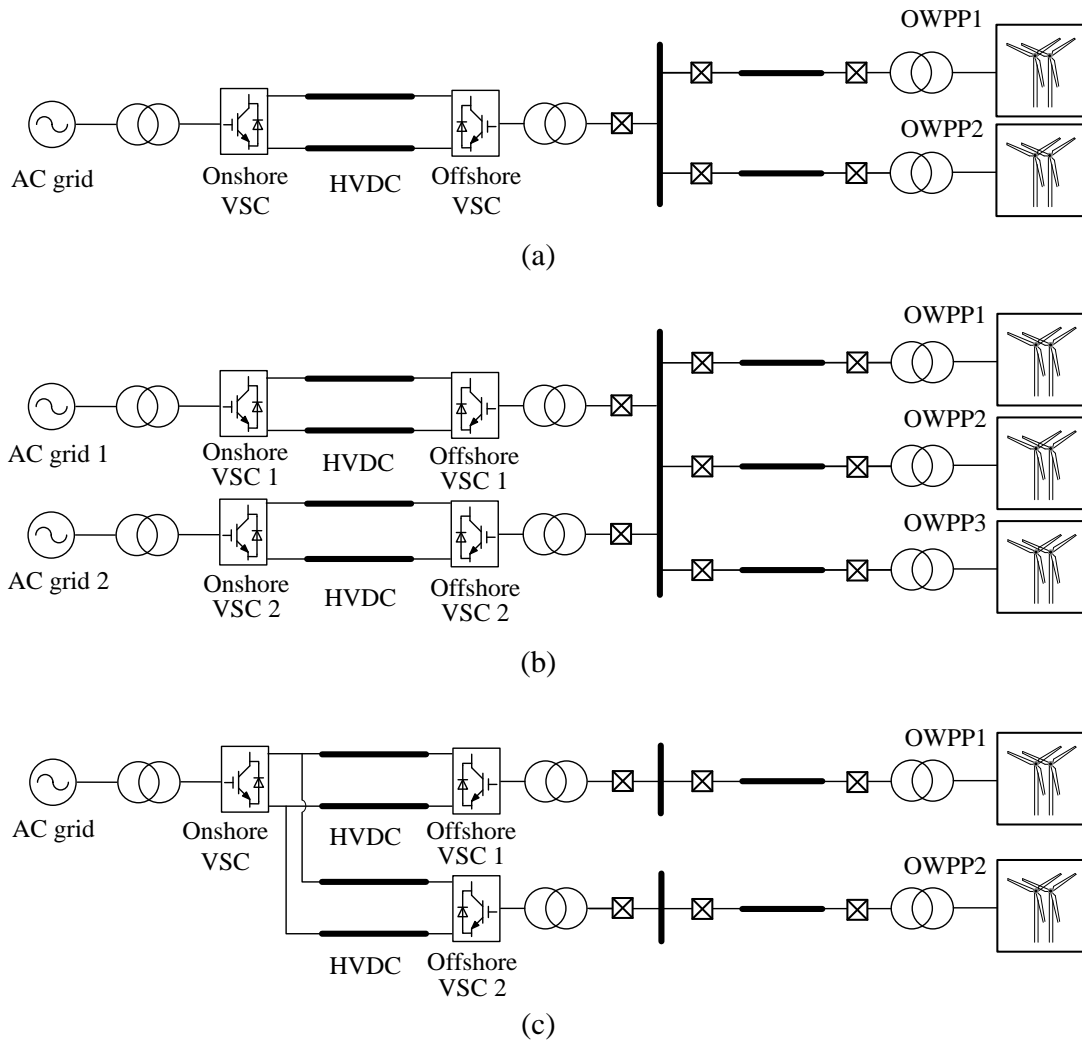 OWPP1
OWPP2
AC grid
Onshore
VSC
HVDC
Offshore
VSC
(a)
OWPP1
OWPP2
OWPP3
AC grid 1
Onshore
VSC 1
HVDC
Offshore
VSC 1
AC grid 2
Onshore
VSC 2
HVDC
Offshore
VSC 2
(b)
OWPP1
AC grid
Onshore
VSC
HVDC
Offshore
VSC 1
OWPP2
HVDC
Offshore
VSC 2
(c)